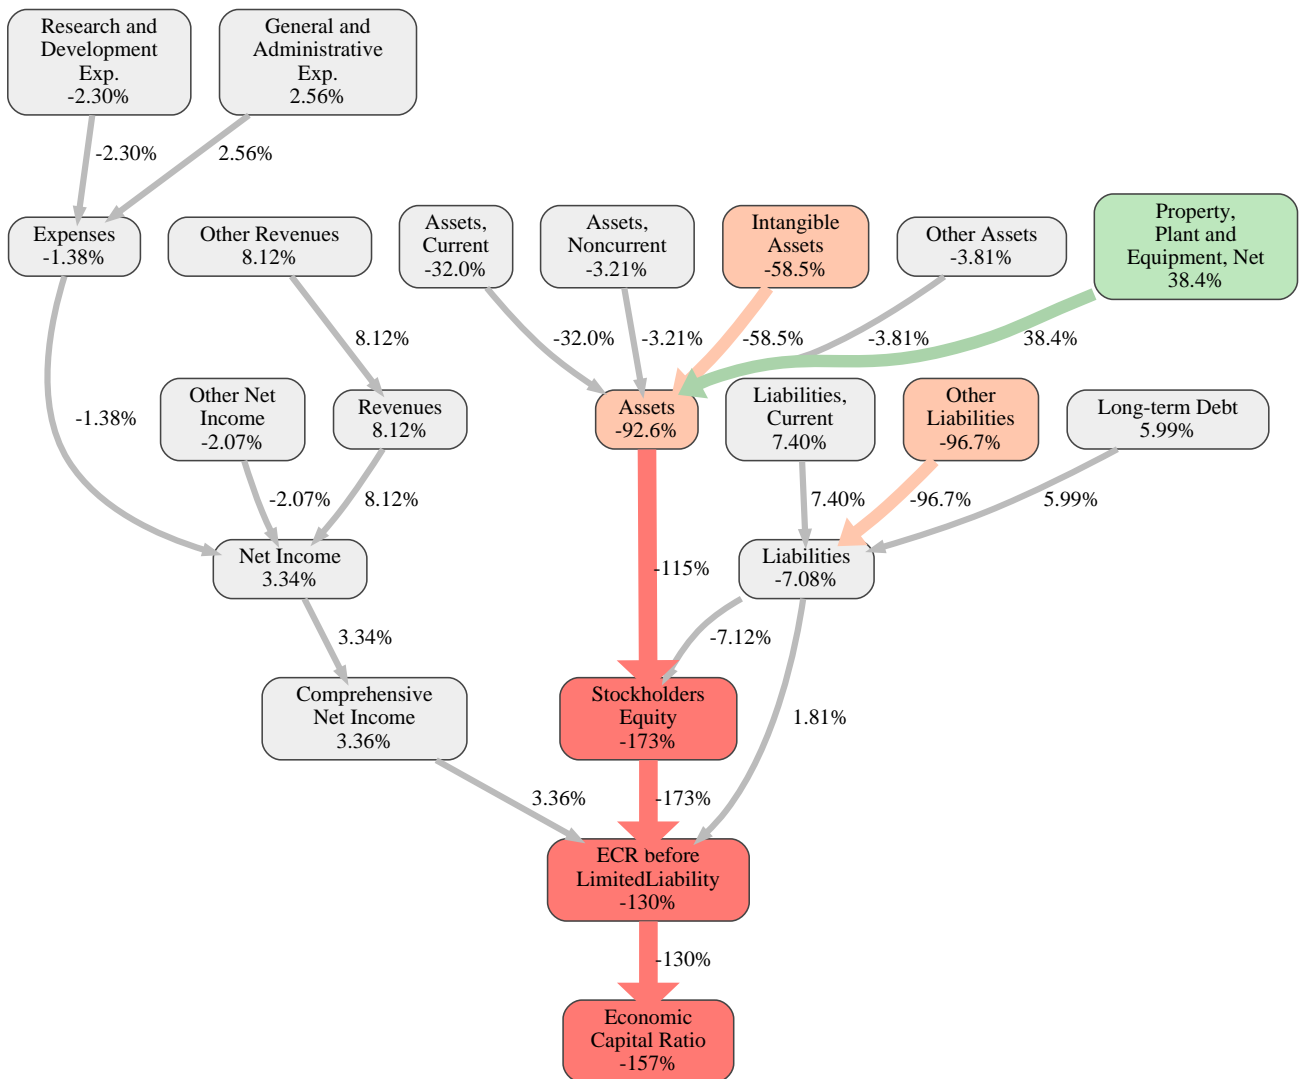 Research and
Development
Exp.
-2.30%
General and
Administrative
Exp.
2.56%
-2.30%
2.56%
Expenses
-1.38%
Other Revenues
8.12%
Assets,
Current
-32.0%
Assets,
Noncurrent
-3.21%
Intangible
Assets
-58.5%
Other Assets
-3.81%
Property,
Plant and
Equipment, Net
38.4%
8.12%
-32.0%
-3.21%
-58.5%
-3.81%
38.4%
-1.38%
Other Net
Income
-2.07%
Revenues
8.12%
Assets
-92.6%
Liabilities,
Current
7.40%
Other
Liabilities
-96.7%
Long-term Debt
5.99%
-2.07%
8.12%
7.40%
-96.7%
5.99%
Net Income
3.34%
-115%
Liabilities
-7.08%
3.34%
-7.12%
1.81%
Comprehensive
Net Income
3.36%
Stockholders
Equity
-173%
3.36%
-173%
ECR before
LimitedLiability
-130%
-130%
Economic
Capital Ratio
-157%